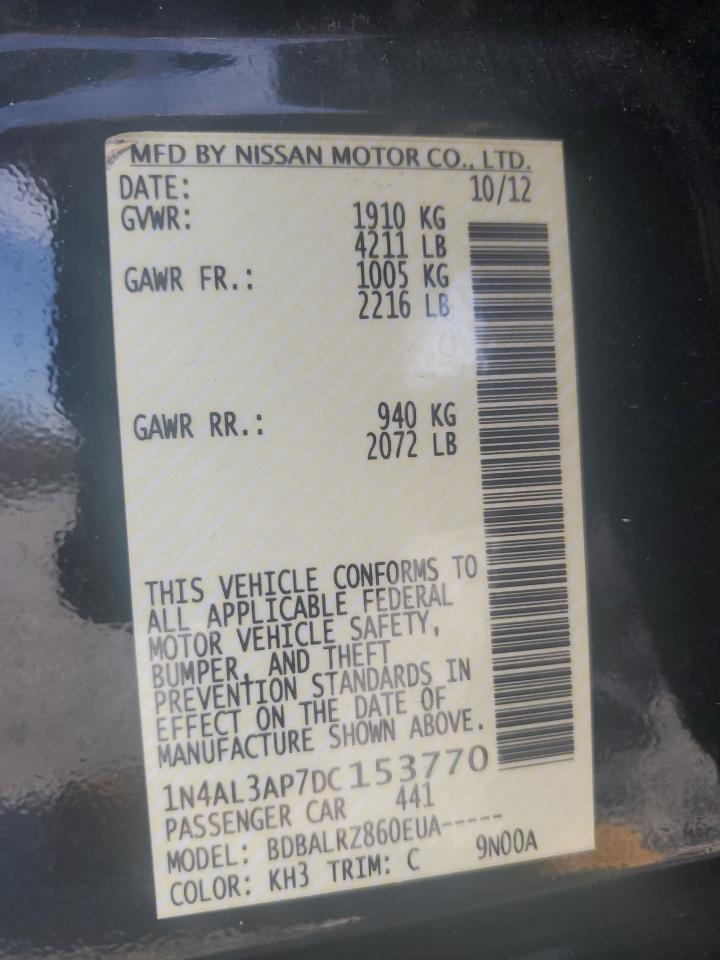 MFD BY NISSAN MOTOR CO., LTD.
DATE: 10/12
GVWR: 1910 KG
4211 LB
GAWR FR.: 1005 KG
2216 LB
GAWR RR.: 940 KG
2072 LB
THIS VEHICLE CONFORMS TO
ALL APPLICABLE FEDERAL
MOTOR VEHICLE SAFETY,
BUMPER, AND THEFT
PREVENTION STANDARDS IN
EFFECT ON THE DATE OF
MANUFACTURE SHOWN ABOVE.
1N4AL3AP7DC153770
PASSENGER CAR 441
MODEL: BDBALRZ860EUA-----
COLOR: KH3 TRIM: C 9N00A